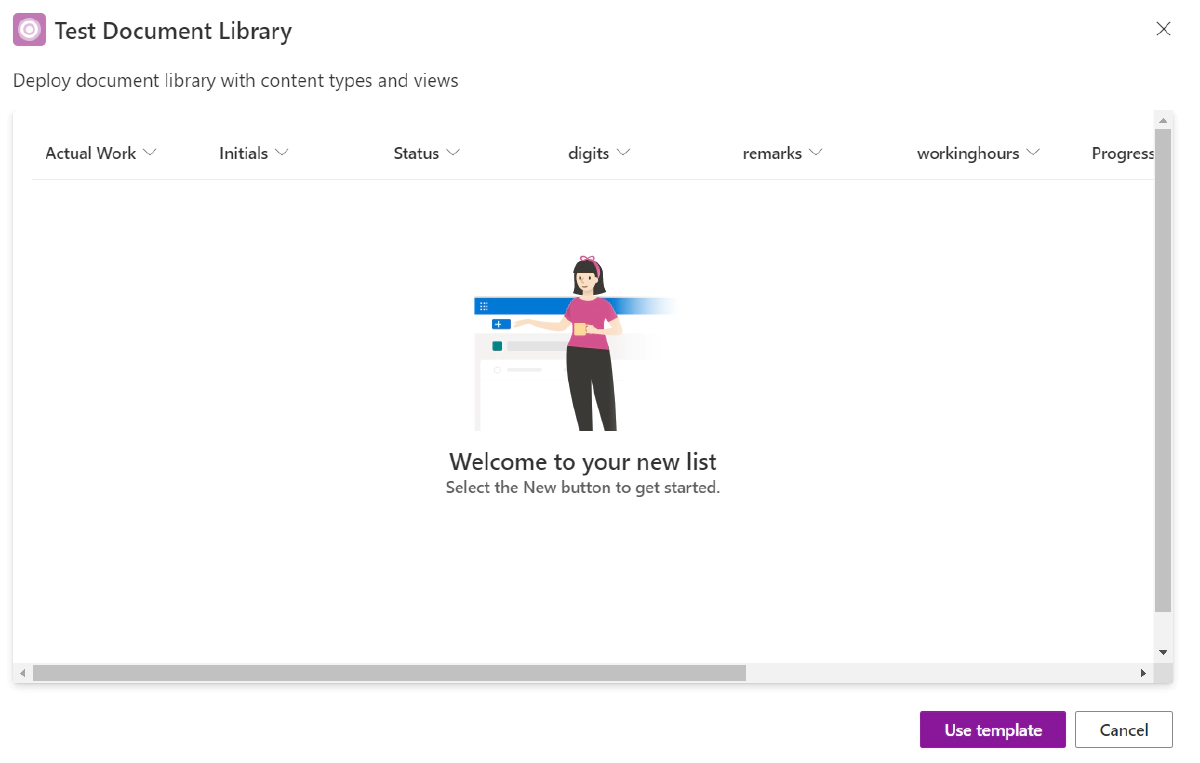 Test Document Library
Deploy document library with content types and views
Actual Work Initials Status digits remarks workinghours Progress
Welcome to your new list
Select the New button to get started.
Use template Cancel